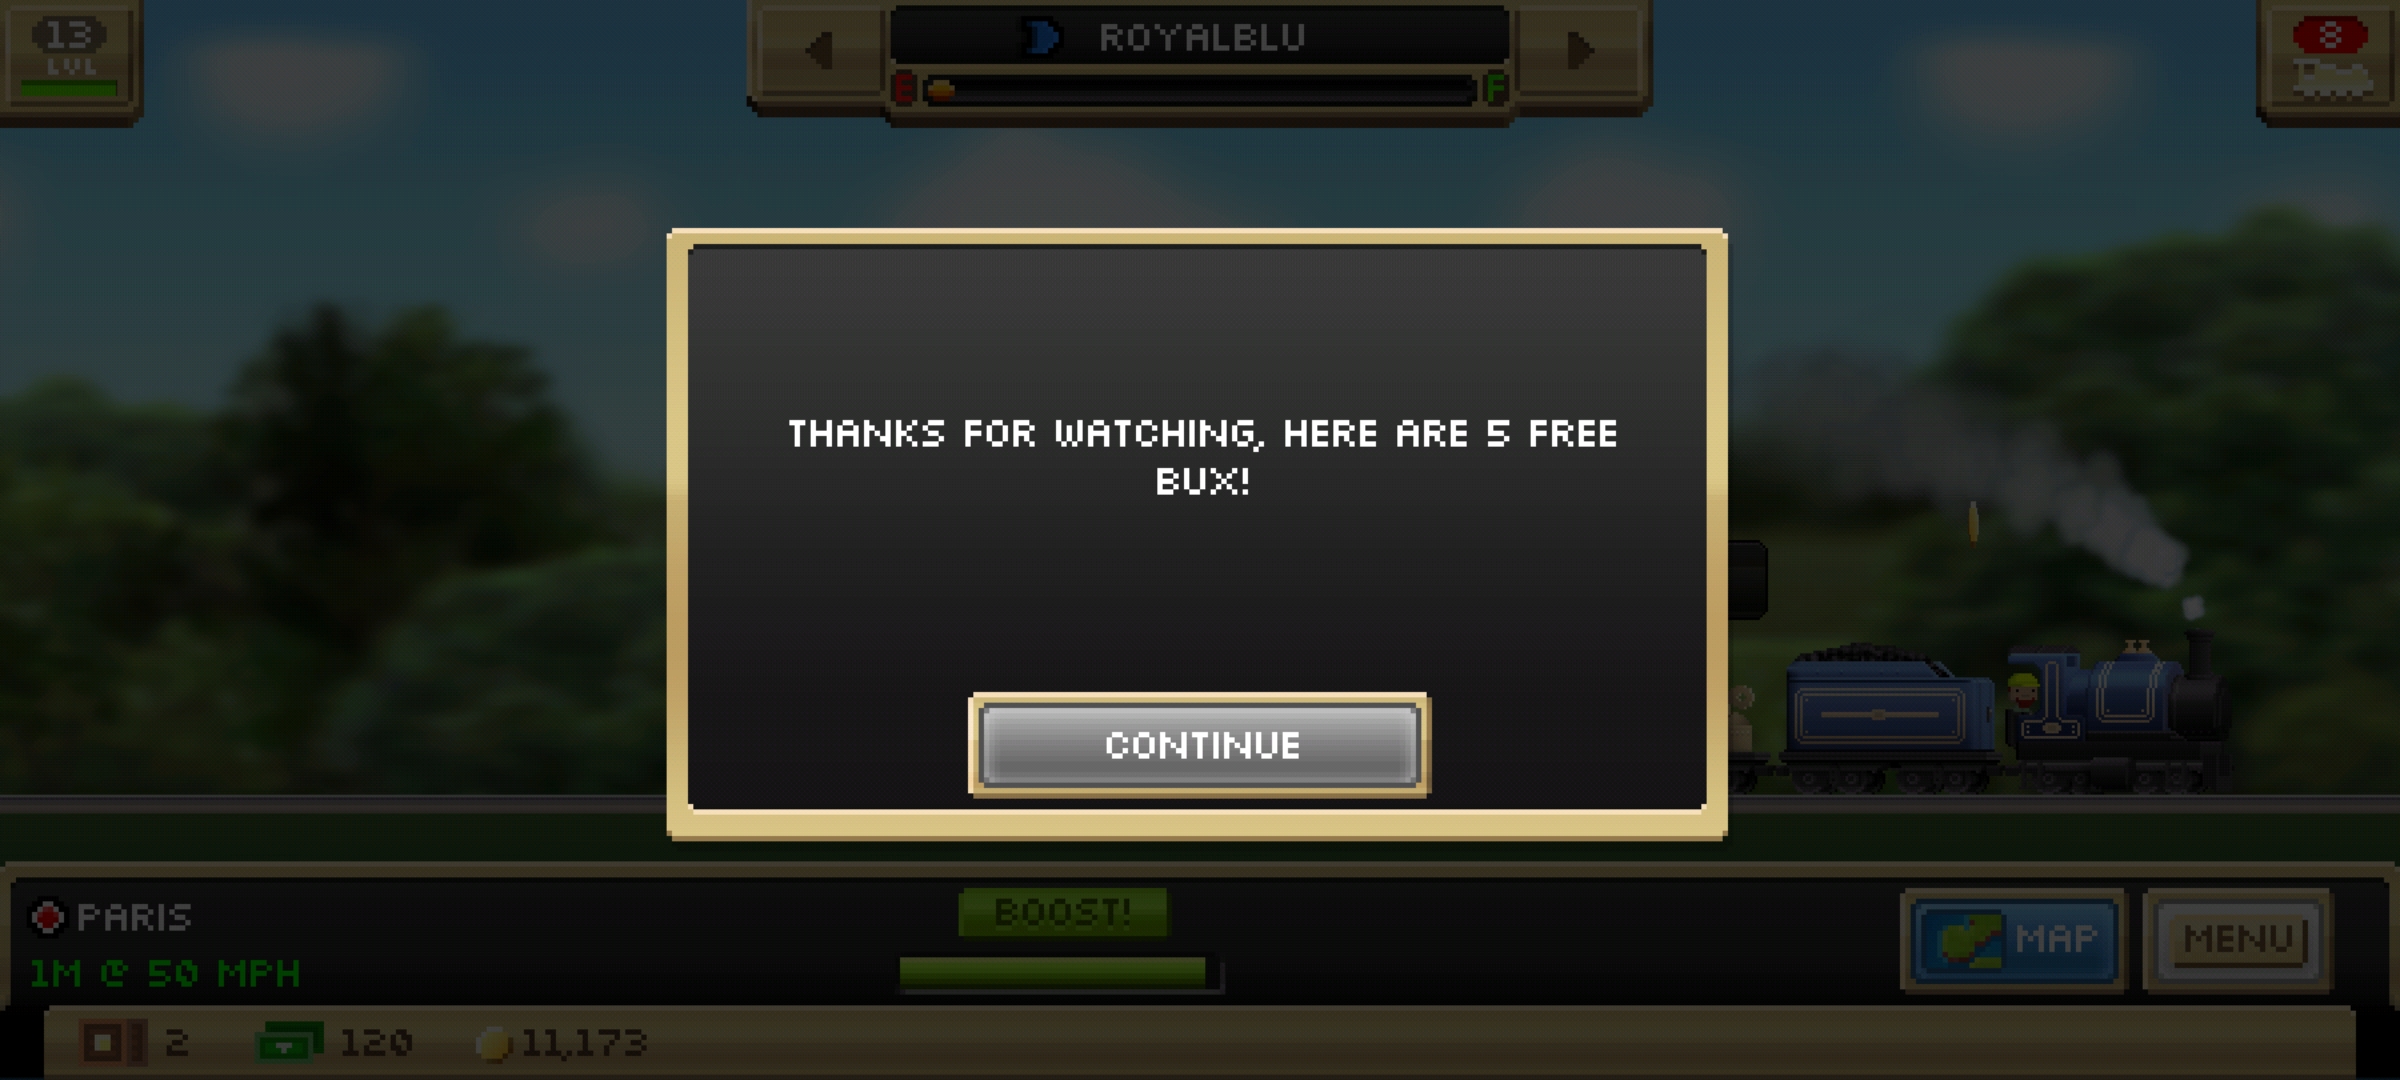 13
LVL
ROYALBLU
E F
8
THANKS FOR WATCHING, HERE ARE 5 FREE
BUX!
CONTINUE
PARIS
1M @ 50 MPH
BOOST!
MAP
MENU
2 120 11,173